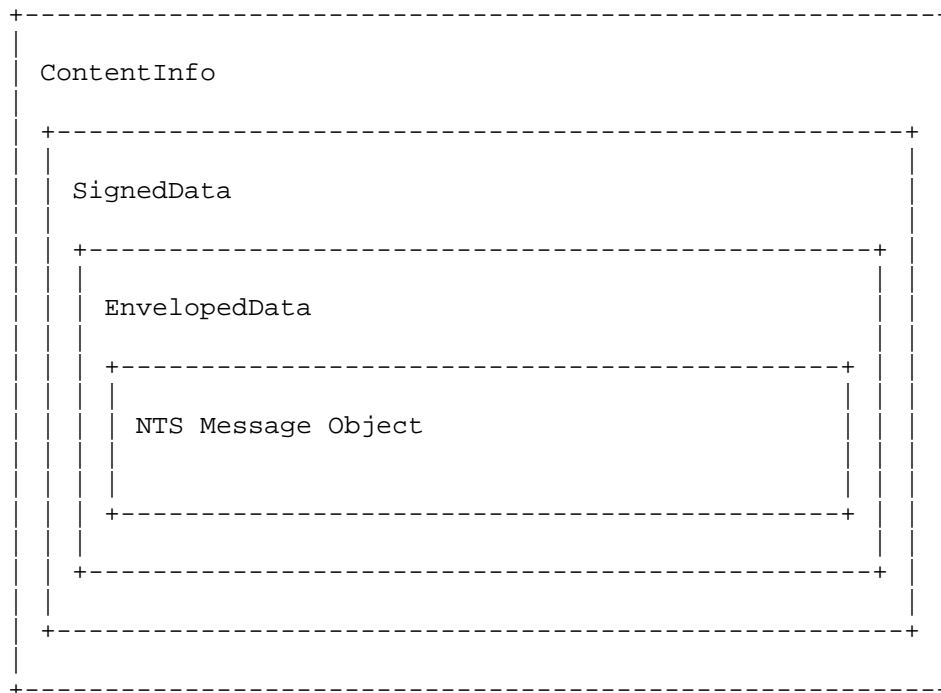 ContentInfo
SignedData
EnvelopedData
NTS Message Object